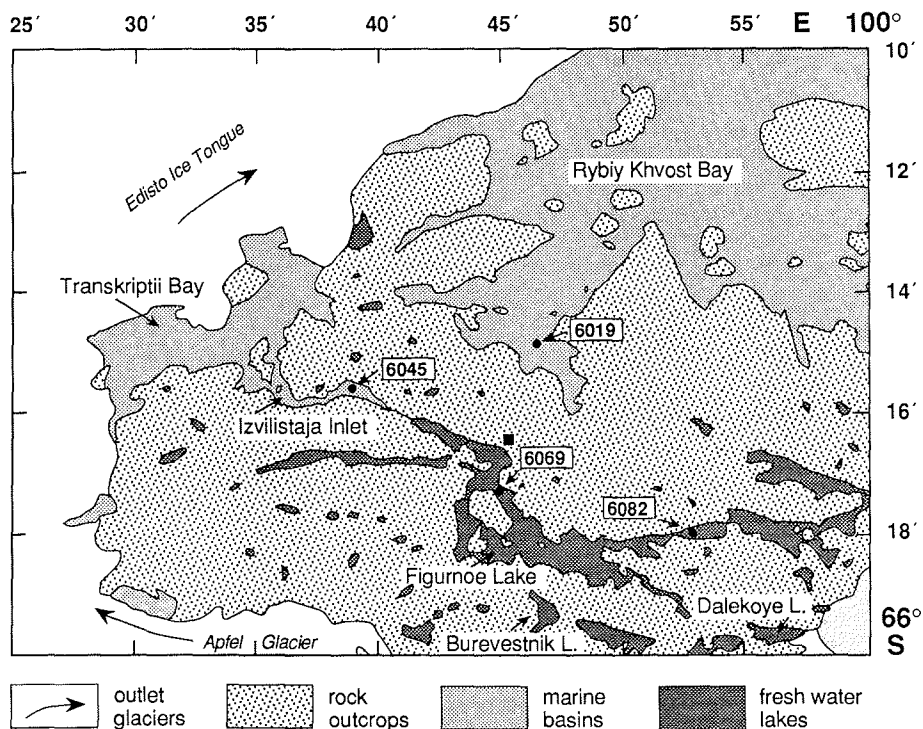 25´ 30´ 35´ 40´ 45´ 50´ 55´ E 100°
10´
Edisto Ice Tongue
Rybiy Khvost Bay
12´
Transkriptii Bay
14´
6019
6045
16´
Izvilistaja Inlet
6069
6082
18´
Figurnoe Lake
Dalekoye L.
66°
Apfel Glacier
Burevestnik L.
S
outlet
glaciers
rock
outcrops
marine
basins
fresh water
lakes